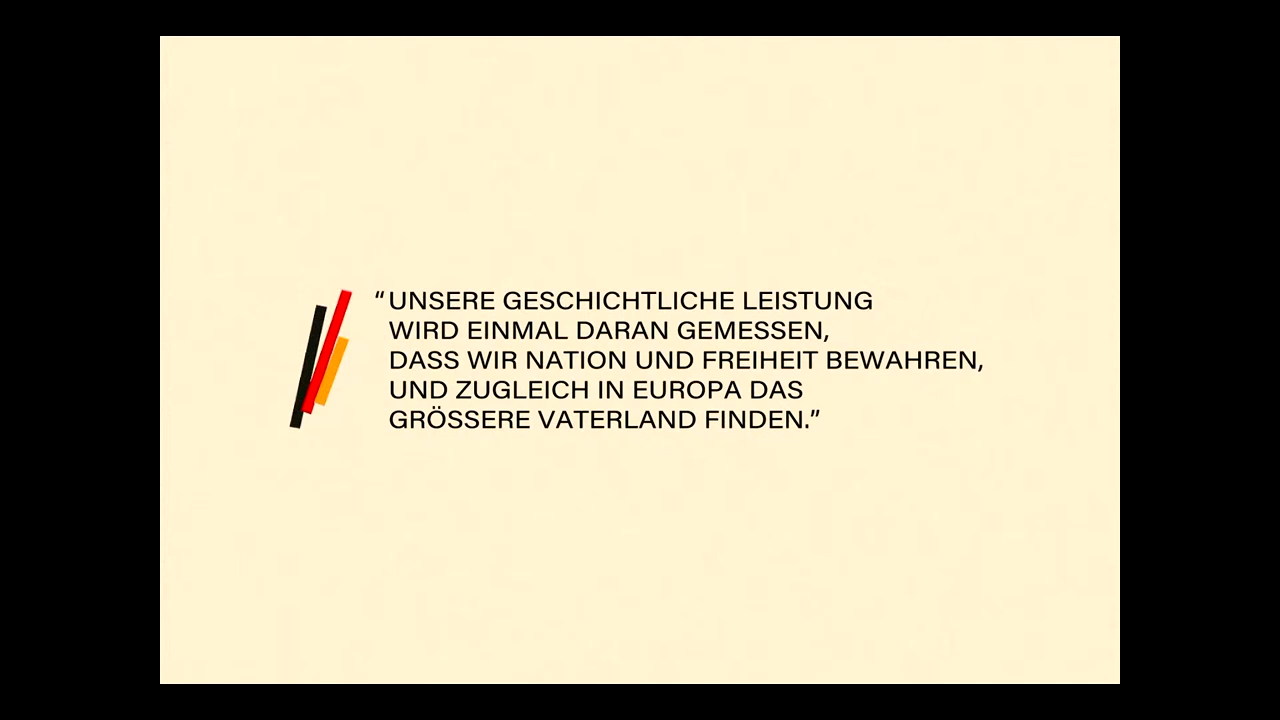 “UNSERE GESCHICHTLICHE LEISTUNG
WIRD EINMAL DARAN GEMESSEN,
DASS WIR NATION UND FREIHEIT BEWAHREN,
UND ZUGLEICH IN EUROPA DAS
GRÖSSERE VATERLAND FINDEN.”